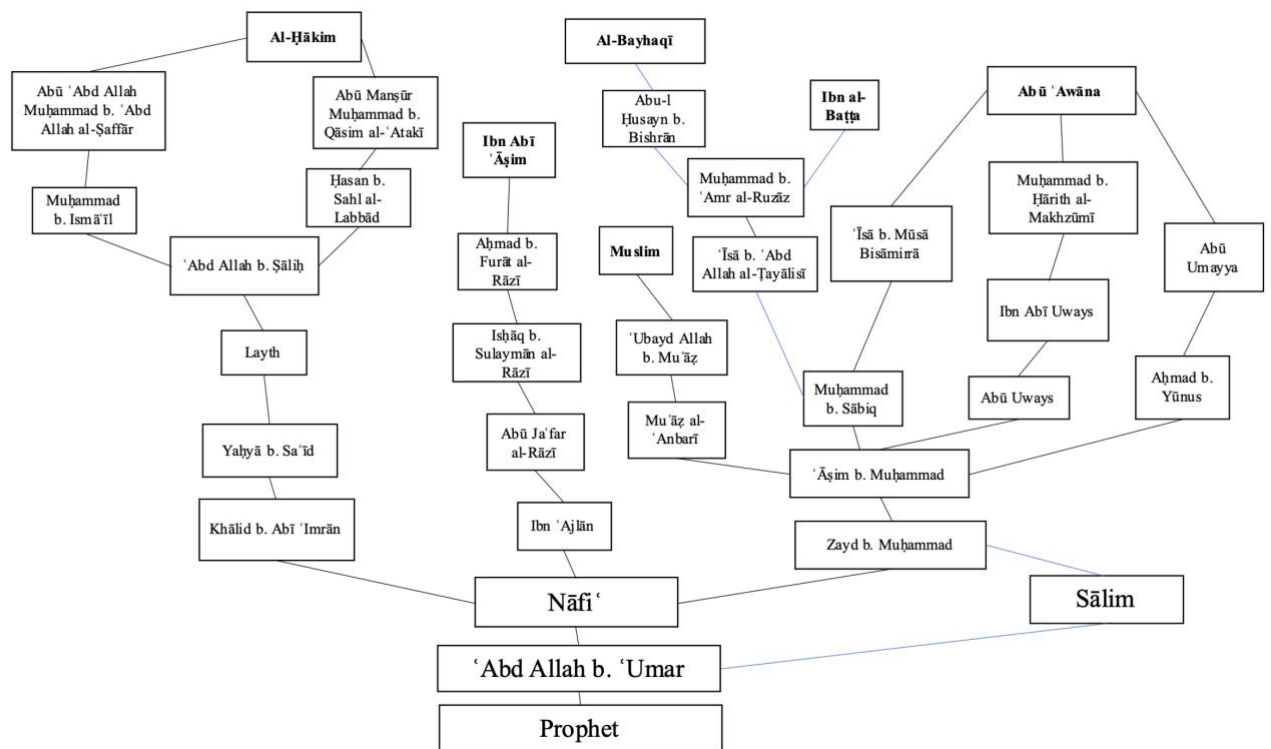 Al-Ḥākim
Al-Bayhaqī
Abū ʿAbd Allah
Muḥammad b. ʿAbd
Allah al-Ṣaffār
Abū Manṣūr
Muḥammad b.
Qāsim al-ʿAtakī
Abu-l
Ḥusayn b.
Bishrān
Ibn al-
Baṭṭa
Abū ʿAwāna
Ibn Abī
ʿĀṣim
Muḥammad
b. Ismāʿīl
Ḥasan b.
Sahl al-
Labbād
Muḥammad b.
ʿAmr al-Ruzāz
Muḥammad b.
Ḥārith al-
Makhzūmī
ʿĪsā b. Mūsā
Bisāmirrā
Abū
Umayya
ʿAbd Allah b. Ṣāliḥ
Aḥmad b.
Furāt al-
Rāzī
Muslim
ʿĪsā b. ʿAbd
Allah al-Ṭayālisī
Ibn Abī Uways
Layth
Isḥāq b.
Sulaymān al-
Rāzī
ʿUbayd Allah
b. Muʿāẓ
Muḥammad
b. Sābiq
Abū Uways
Aḥmad b.
Yūnus
Yaḥyā b. Saʿīd
Abū Jaʿfar
al-Rāzī
Muʿāẓ al-
ʿAnbarī
ʿĀṣim b. Muḥammad
Khālid b. Abī ʿImrān
Ibn ʿAjlān
Zayd b. Muḥammad
Nāfiʿ
Sālim
ʿAbd Allah b. ʿUmar
Prophet